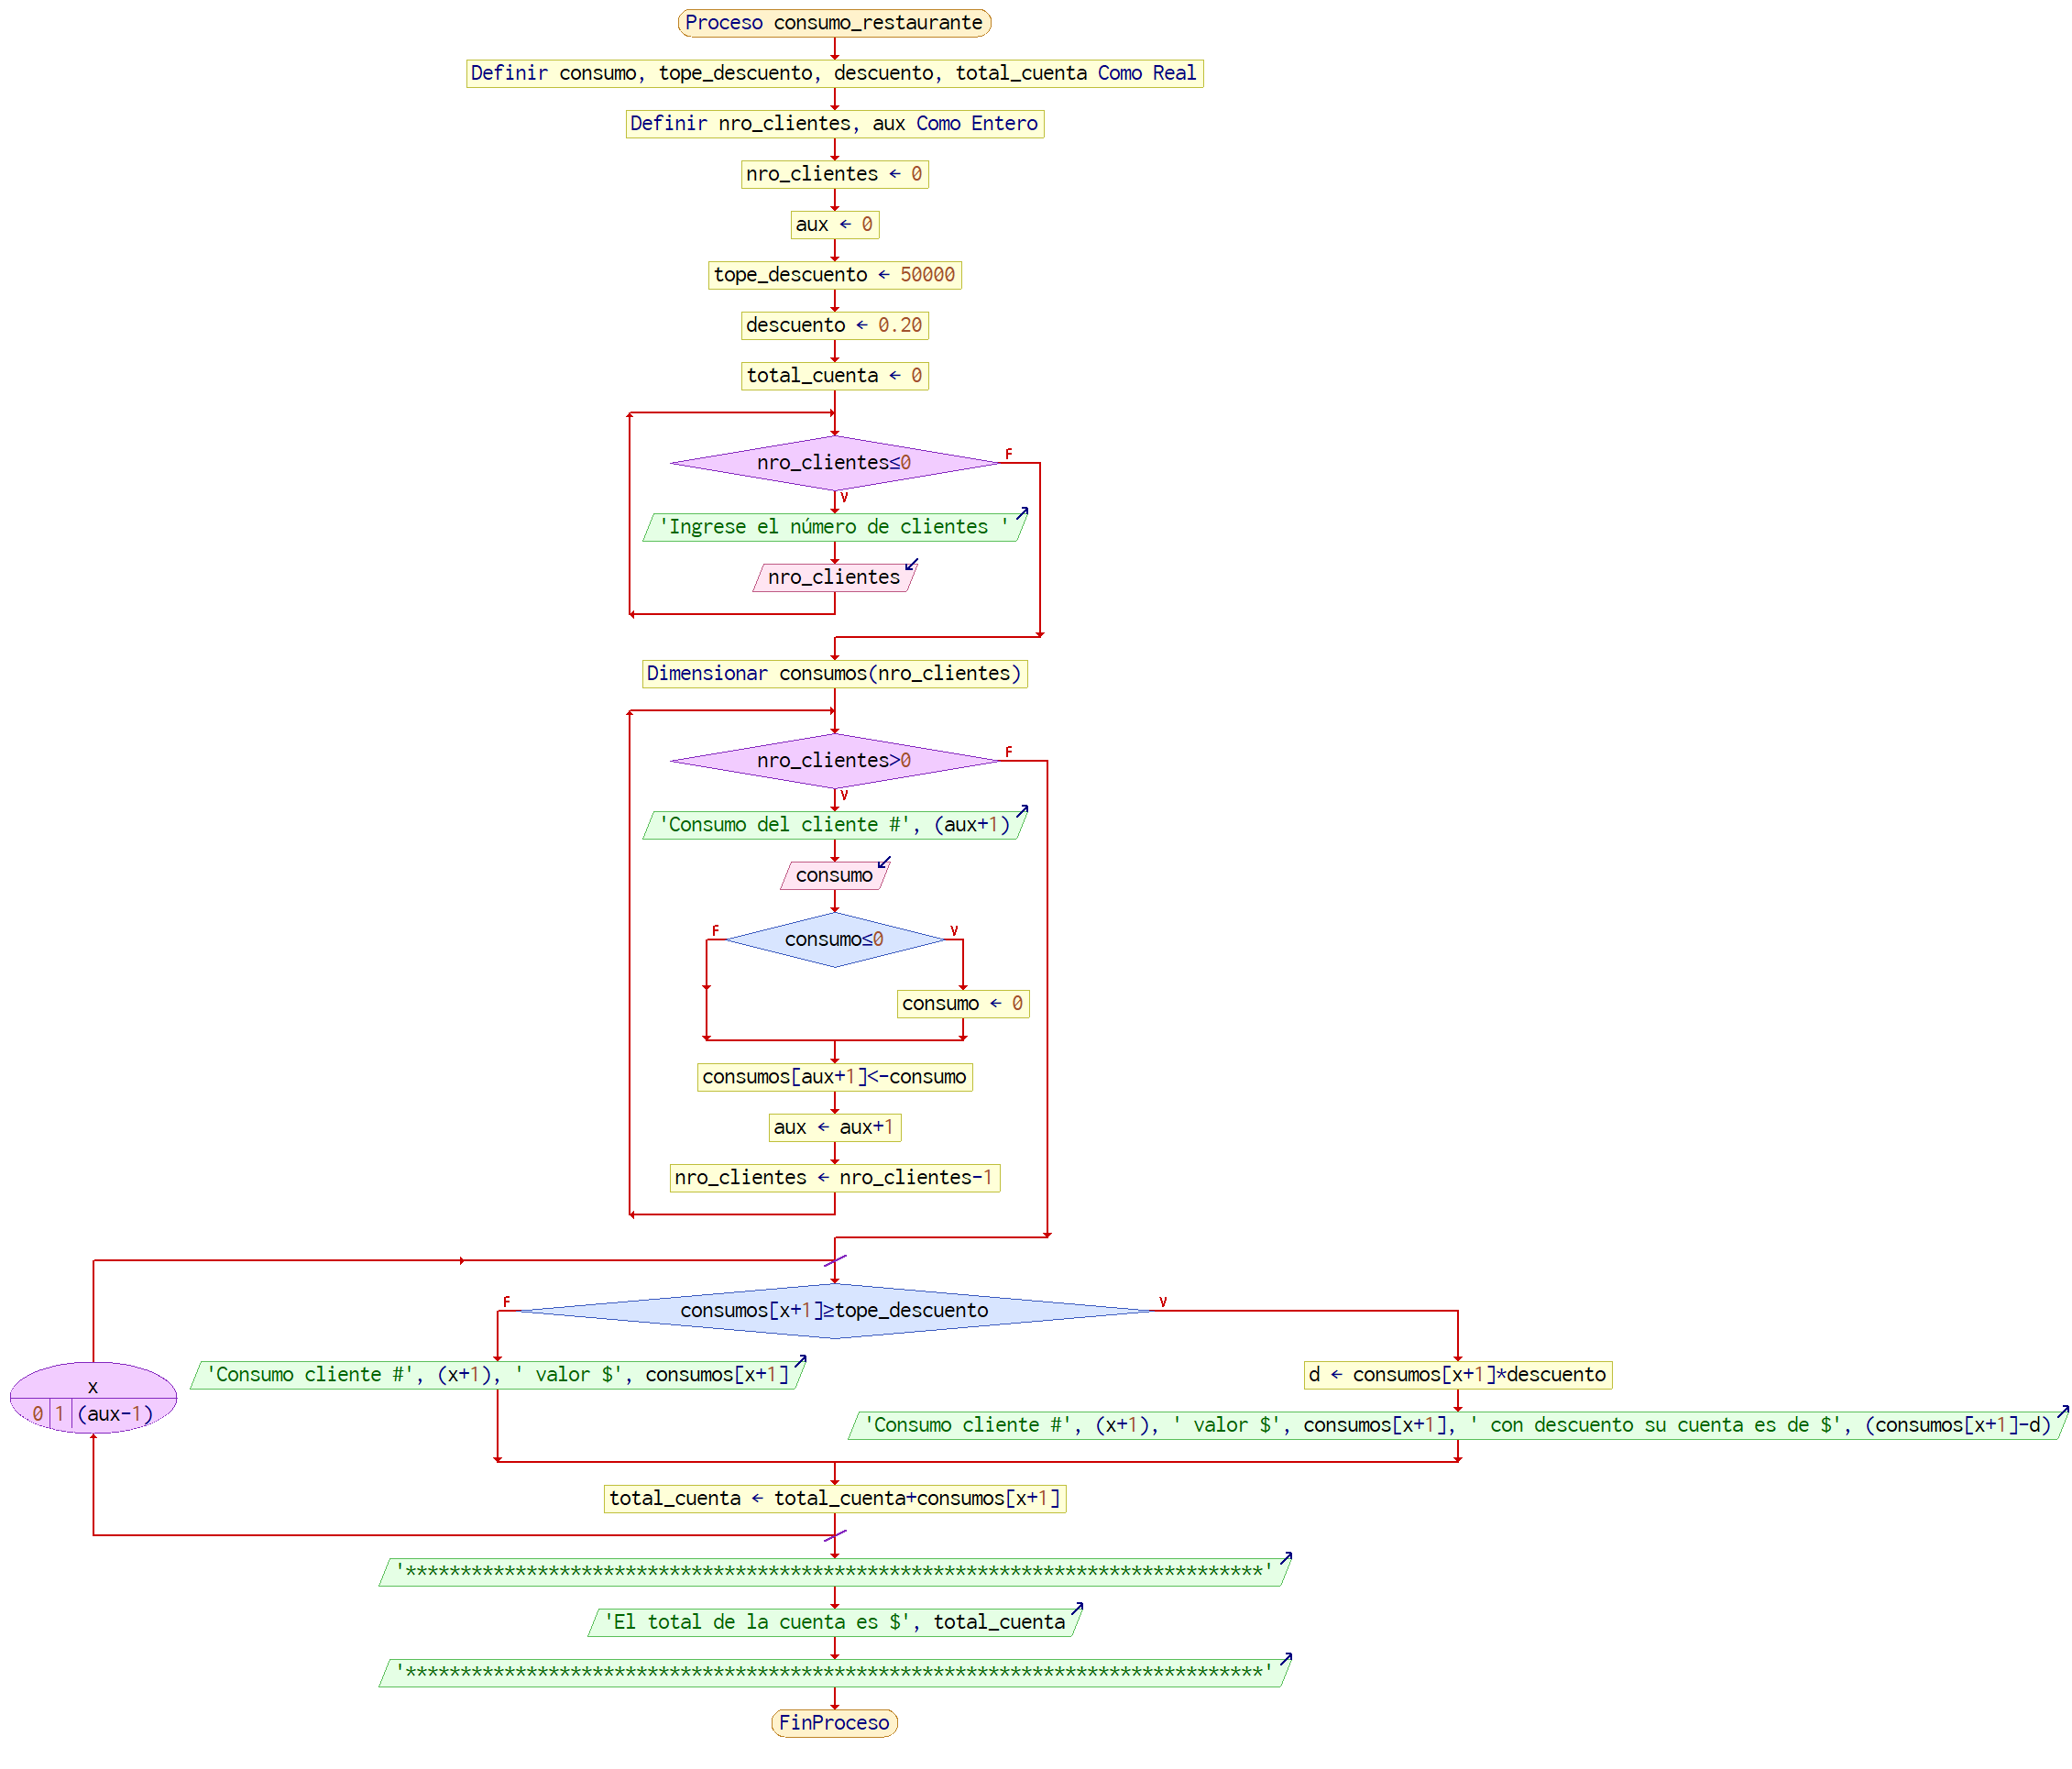 Proceso consumo_restaurante
Definir consumo, tope_descuento, descuento, total_cuenta Como Real
Definir nro_clientes, aux Como Entero
nro_clientes ← 0
aux ← 0
tope_descuento ← 50000
descuento ← 0.20
total_cuenta ← 0
nro_clientes≤0
F
V
'Ingrese el número de clientes '
nro_clientes
Dimensionar consumos(nro_clientes)
nro_clientes>0
F
V
'Consumo del cliente #', (aux+1)
consumo
consumo≤0
F
V
consumo ← 0
consumos[aux+1]<-consumo
aux ← aux+1
nro_clientes ← nro_clientes-1
consumos[x+1]≥tope_descuento
F
V
x
0 1 (aux-1)
'Consumo cliente #', (x+1), ' valor $', consumos[x+1]
d ← consumos[x+1]*descuento
'Consumo cliente #', (x+1), ' valor $', consumos[x+1], ' con descuento su cuenta es de $', (consumos[x+1]-d)
total_cuenta ← total_cuenta+consumos[x+1]
'******************************************************************************'
'El total de la cuenta es $', total_cuenta
'******************************************************************************'
FinProceso